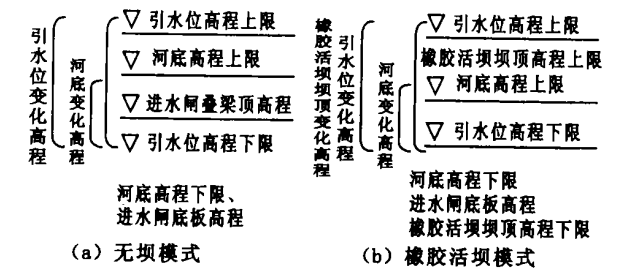 引水位变化高程
河底变化高程
▽ 引水位高程上限
▽ 河底高程上限
▽ 进水闸叠梁顶高程
▽ 引水位高程下限
河底高程下限、
进水闸底板高程
(a) 无坝模式
橡胶活坝坝顶变化高程
引水位变化高程
河底变化高程
▽ 引水位高程上限
橡胶活坝坝顶高程上限
▽ 河底高程上限
▽ 引水位高程下限
河底高程下限
进水闸底板高程
橡胶活坝坝顶高程下限
(b) 橡胶活坝模式